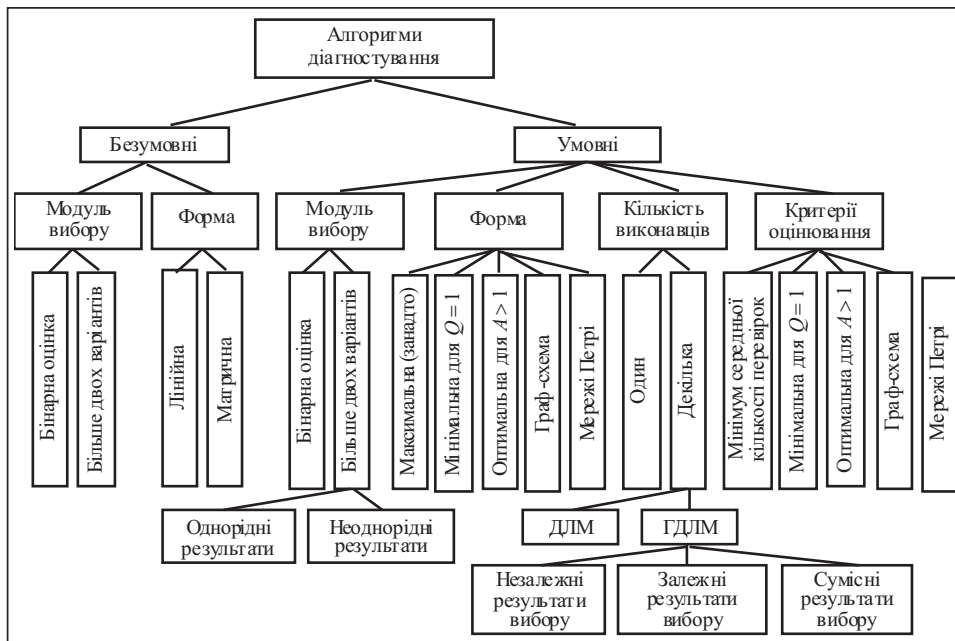 Алгоритми
діагностування
Безумовні
Умовні
Модуль
вибору
Форма
Модуль
вибору
Форма
Кількість
виконавців
Критерії
оцінювання
Бінарна оцінка
Більше двох варіантів
Лінійна
Матрична
Бінарна оцінка
Більше двох варіантів
Максимальна (занадто)
Мінімальна для Q = 1
Оптимальна для A > 1
Граф-схема
Мережі Петрі
Один
Декілька
Мінімум середньої
кількості перевірок
Мінімальна для Q = 1
Оптимальна для A > 1
Граф-схема
Мережі Петрі
Однорідні
результати
Неоднорідні
результати
ДЛМ
ГДЛМ
Незалежні
результати
вибору
Залежні
результати
вибору
Сумісні
результати
вибору